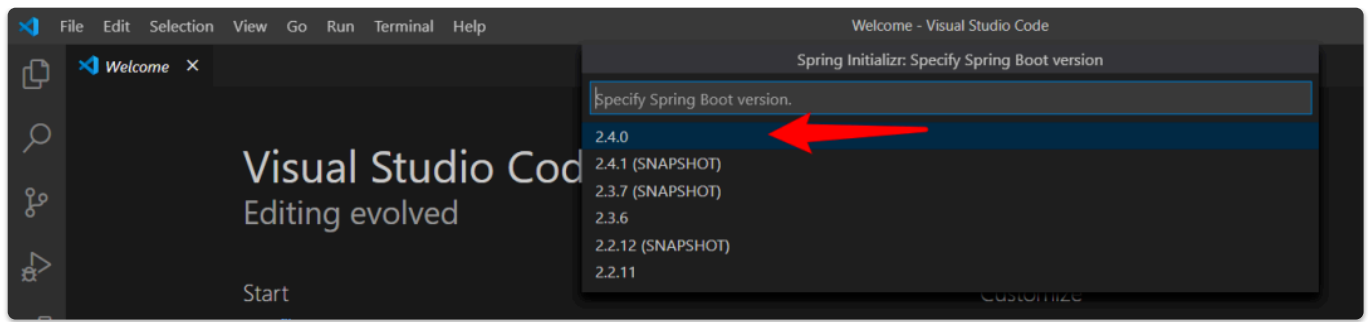 File Edit Selection View Go Run Terminal Help
Welcome - Visual Studio Code
Welcome
Spring Initializr: Specify Spring Boot version
Specify Spring Boot version.
2.4.0
2.4.1 (SNAPSHOT)
2.3.7 (SNAPSHOT)
2.3.6
2.2.12 (SNAPSHOT)
2.2.11
Visual Studio Cod
Editing evolved
Start
Customize